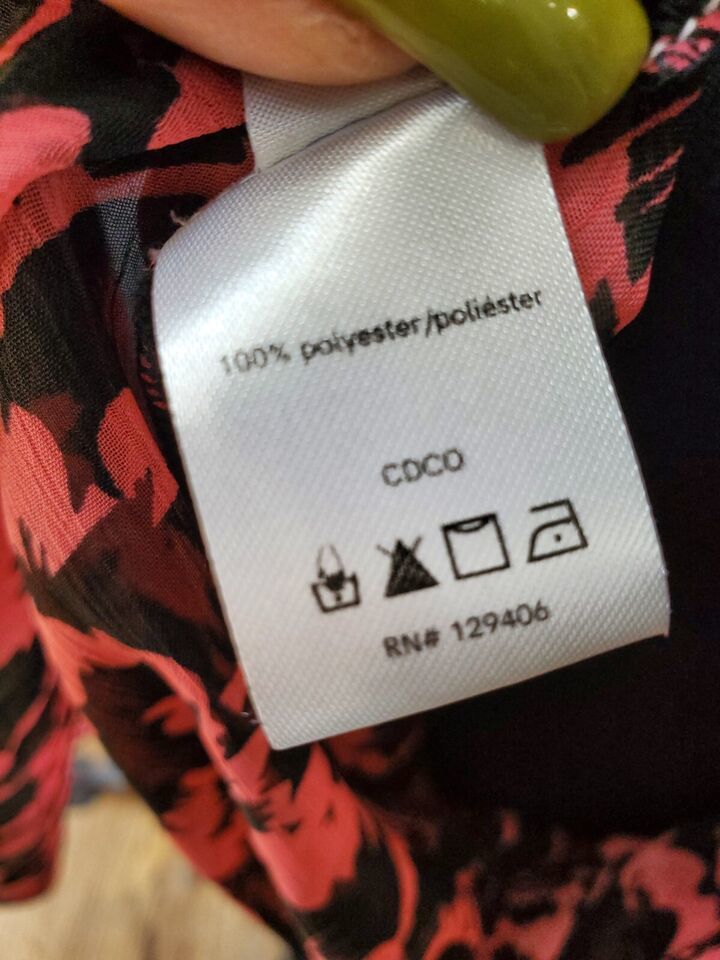 100% polyester/poliéster
CDCO
RN# 129406